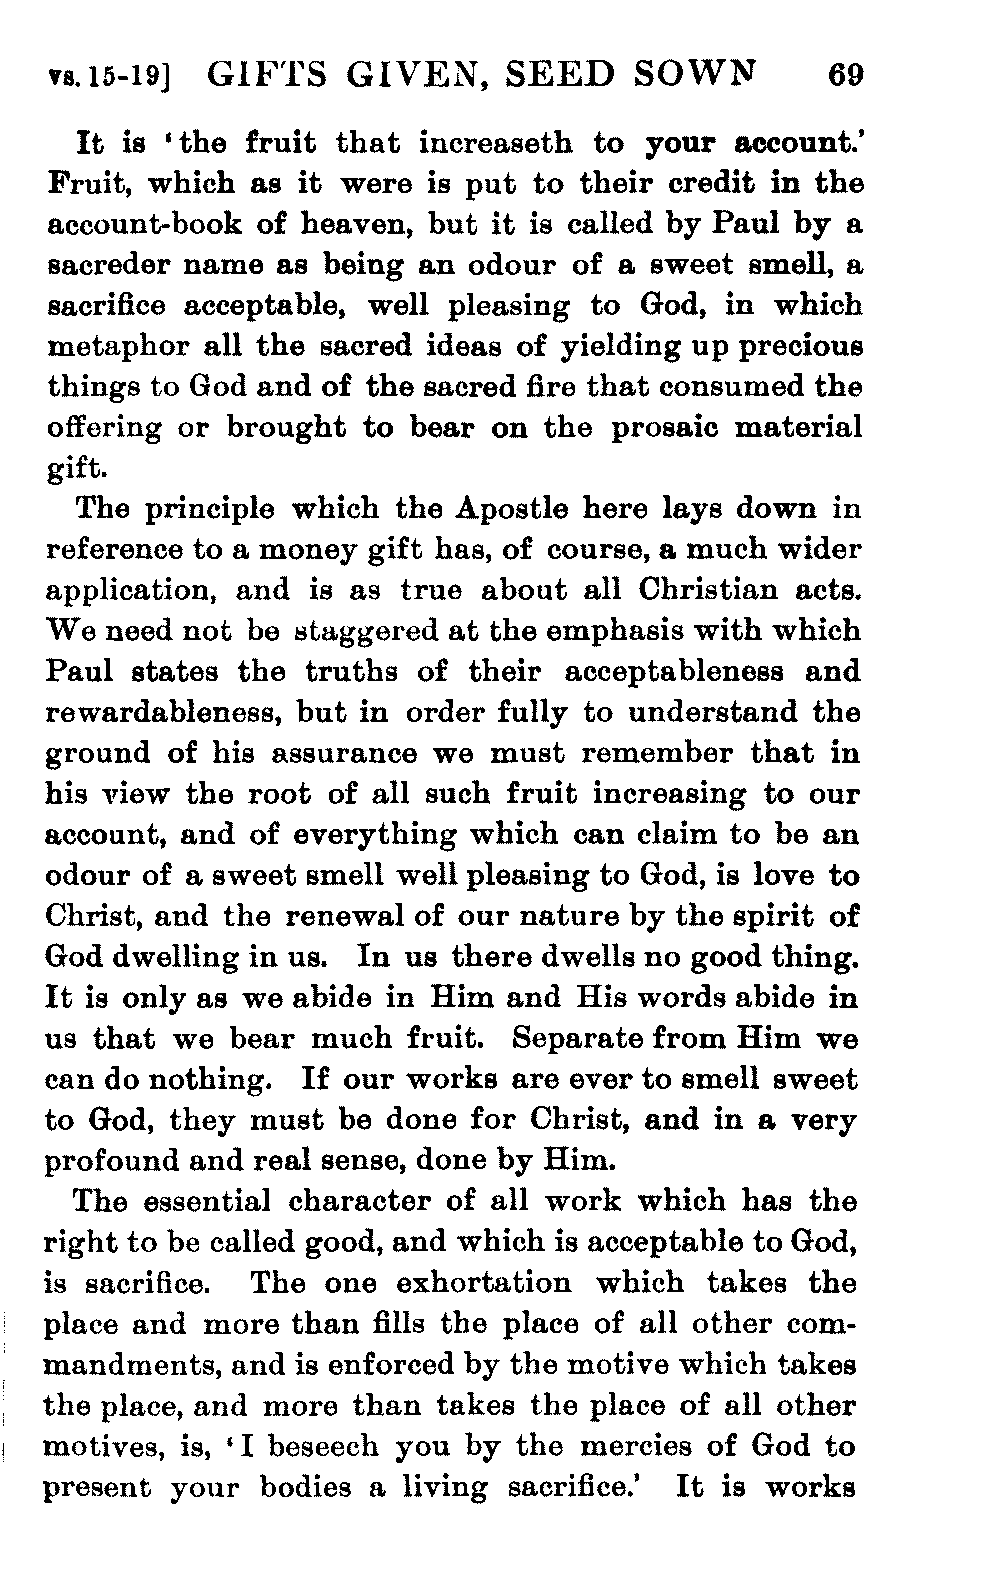 vs. 15-19] GIFTS GIVEN, SEED SOWN 69
It is ‘the fruit that increaseth to your account.’
Fruit, which as it were is put to their credit in the
account-book of heaven, but it is called by Paul by a
sacreder name as being an odour of a sweet smell, a
sacrifice acceptable, well pleasing to God, in which
metaphor all the sacred ideas of yielding up precious
things to God and of the sacred fire that consumed the
offering or brought to bear on the prosaic material
gift.
The principle which the Apostle here lays down in
reference to a money gift has, of course, a much wider
application, and is as true about all Christian acts.
We need not be staggered at the emphasis with which
Paul states the truths of their acceptableness and
rewardableness, but in order fully to understand the
ground of his assurance we must remember that in
his view the root of all such fruit increasing to our
account, and of everything which can claim to be an
odour of a sweet smell well pleasing to God, is love to
Christ, and the renewal of our nature by the spirit of
God dwelling in us. In us there dwells no good thing.
It is only as we abide in Him and His words abide in
us that we bear much fruit. Separate from Him we
can do nothing. If our works are ever to smell sweet
to God, they must be done for Christ, and in a very
profound and real sense, done by Him.
The essential character of all work which has the
right to be called good, and which is acceptable to God,
is sacrifice. The one exhortation which takes the
place and more than fills the place of all other com-
mandments, and is enforced by the motive which takes
the place, and more than takes the place of all other
motives, is, ‘I beseech you by the mercies of God to
present your bodies a living sacrifice.’ It is works